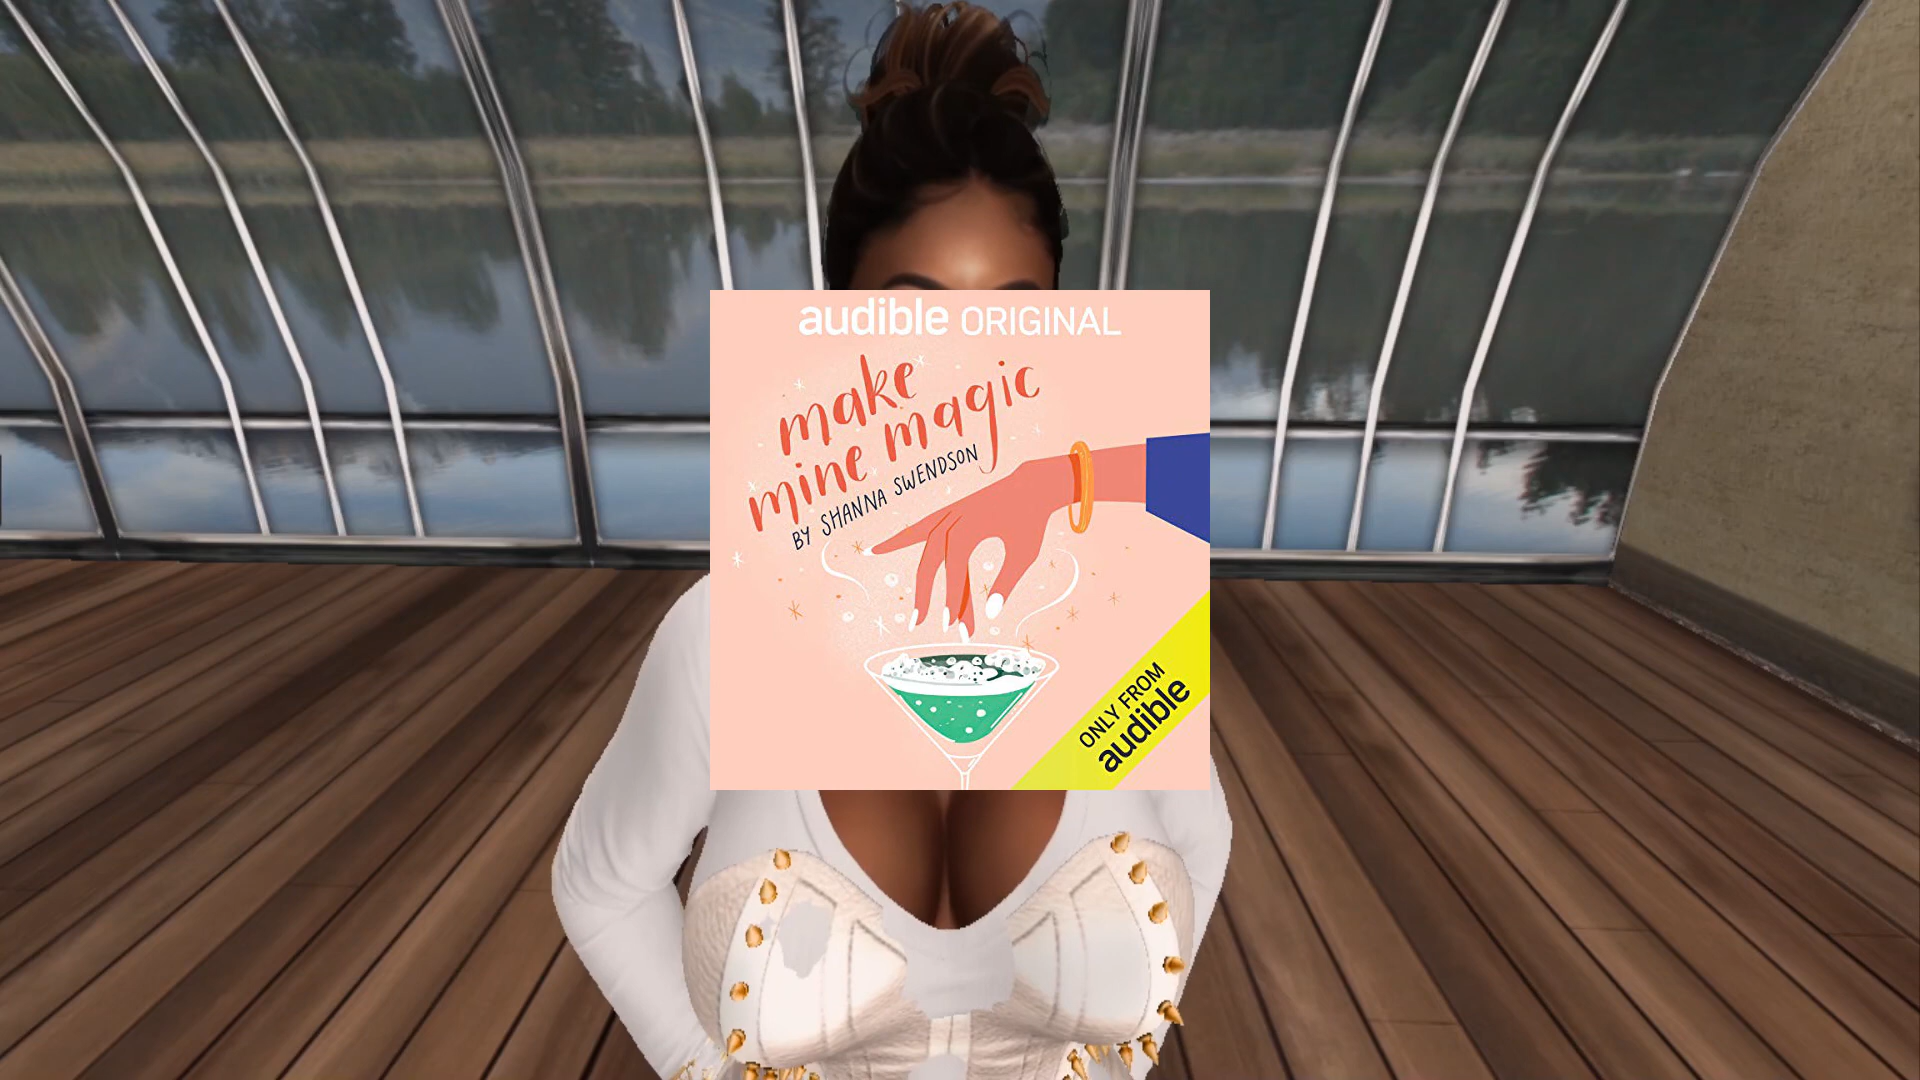 audible ORIGINAL
make
mine magic
BY SHANNA SWENDSON
ONLY FROM
audible